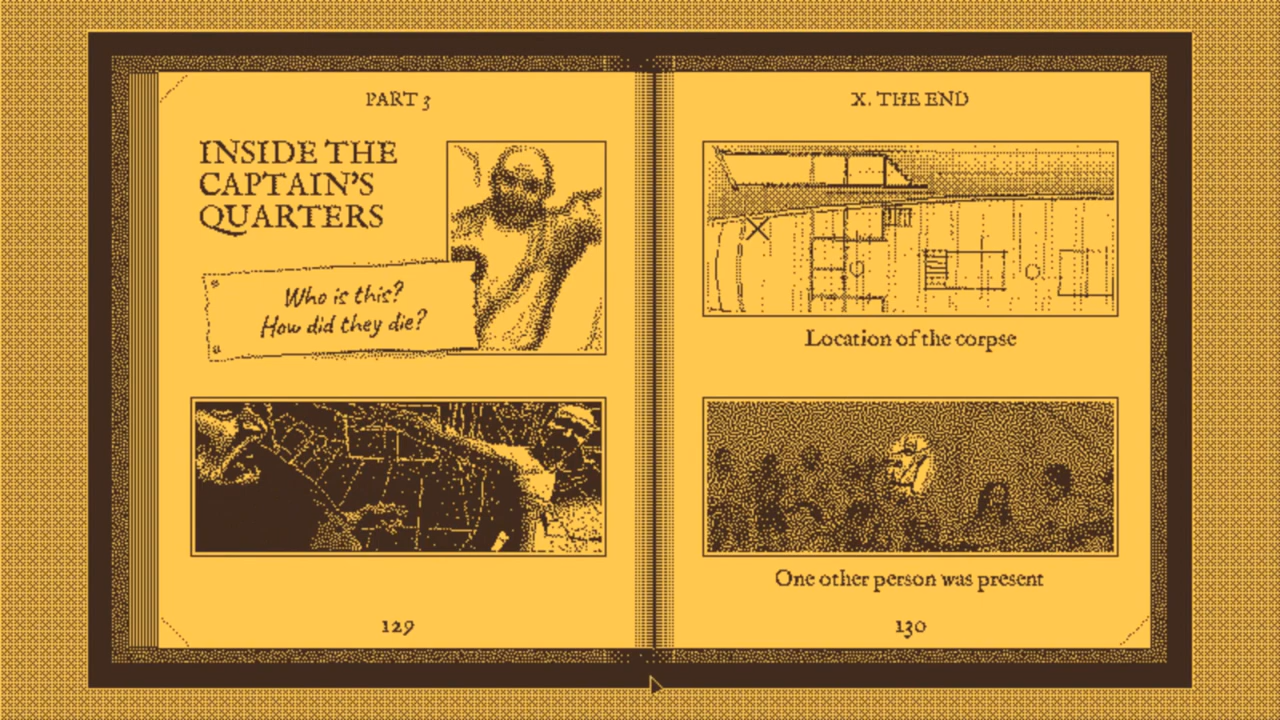 PART 3
INSIDE THE
CAPTAIN'S
QUARTERS
Who is this?
How did they die?
129
X. THE END
Location of the corpse
One other person was present
130